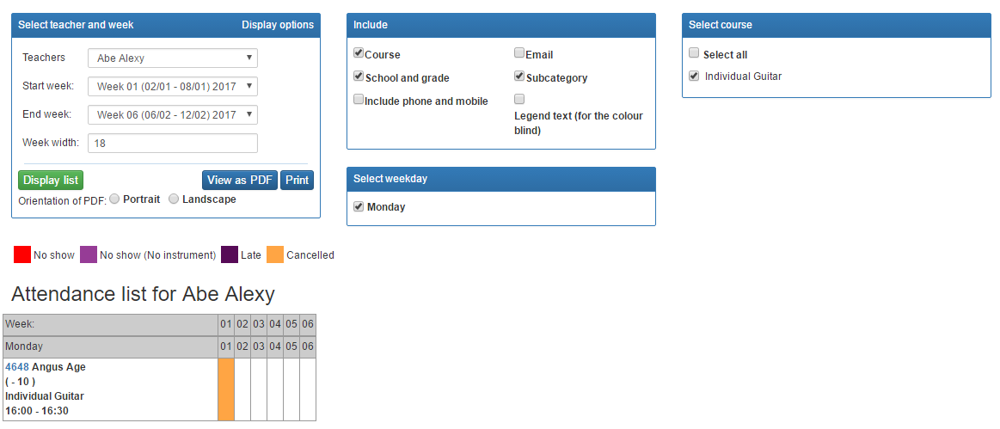 Select teacher and week Display options
Teachers Abe Alexy
Start week: Week 01 (02/01 - 08/01) 2017
End week: Week 06 (06/02 - 12/02) 2017
Week width: 18
Display list View as PDF Print
Orientation of PDF: Portrait Landscape
Include
Course Email
School and grade Subcategory
Include phone and mobile
Legend text (for the colour
blind)
Select weekday
Monday
Select course
Select all
Individual Guitar
No show No show (No instrument) Late Cancelled
Attendance list for Abe Alexy
Week: 01 02 03 04 05 06
Monday 01 02 03 04 05 06
4648 Angus Age
( - 10 )
Individual Guitar
16:00 - 16:30